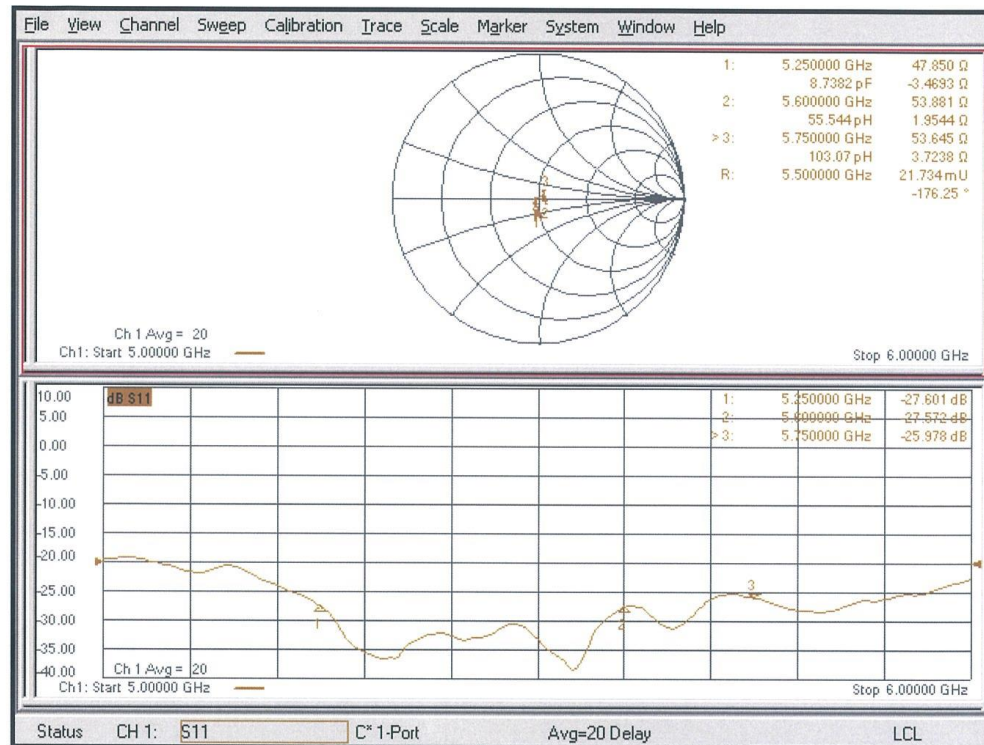 File View Channel Sweep Calibration Trace Scale Marker System Window Help
1: 5.250000 GHz 47.850 Ω
8.7382 pF -3.4693 Ω
2: 5.600000 GHz 53.881 Ω
55.544 pH 1.9544 Ω
> 3: 5.750000 GHz 53.645 Ω
103.07 pH 3.7238 Ω
R: 5.500000 GHz 21.734 mU
-176.25 °
3
2
1
Ch 1 Avg = 20
Ch1: Start 5.00000 GHz
Stop 6.00000 GHz
10.00
dB S11
1: 5.250000 GHz -27.601 dB
5.00
2: 5.600000 GHz -27.572 dB
0.00
> 3: 5.750000 GHz -25.978 dB
-5.00
-10.00
-15.00
-20.00
-25.00
3
-30.00
1
2
-35.00
-40.00
Ch 1 Avg = 20
Ch1: Start 5.00000 GHz
Stop 6.00000 GHz
Status CH 1: S11 C* 1-Port Avg=20 Delay LCL